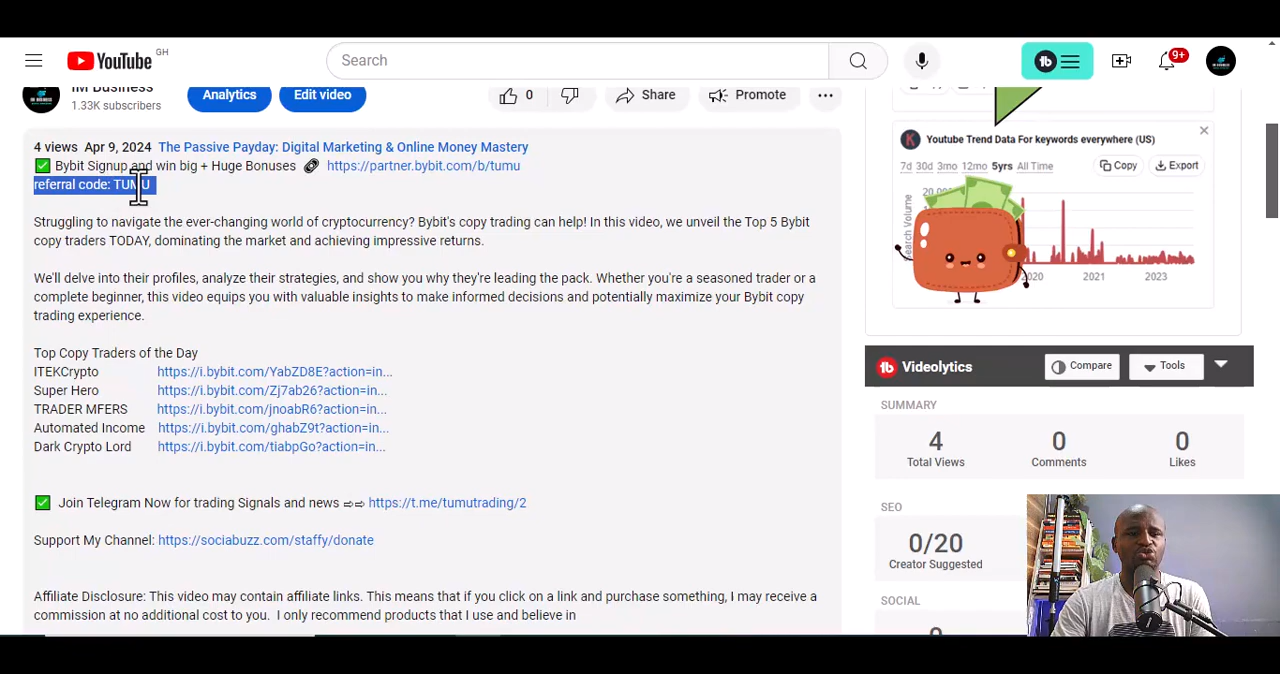 YouTube GH
Search
9+
IM Business
1.33K subscribers
Analytics
Edit video
0
Share
Promote
4 views Apr 9, 2024 The Passive Payday: Digital Marketing & Online Money Mastery
✅ Bybit Signup and win big + Huge Bonuses 🔗 https://partner.bybit.com/b/tumu
referral code: TUMU
Struggling to navigate the ever-changing world of cryptocurrency? Bybit's copy trading can help! In this video, we unveil the Top 5 Bybit
copy traders TODAY, dominating the market and achieving impressive returns.
We'll delve into their profiles, analyze their strategies, and show you why they're leading the pack. Whether you're a seasoned trader or a
complete beginner, this video equips you with valuable insights to make informed decisions and potentially maximize your Bybit copy
trading experience.
Top Copy Traders of the Day
ITEKCrypto https://i.bybit.com/YabZD8E?action=in...
Super Hero https://i.bybit.com/Zj7ab26?action=in...
TRADER MFERS https://i.bybit.com/jnoabR6?action=in...
Automated Income https://i.bybit.com/ghabZ9t?action=in...
Dark Crypto Lord https://i.bybit.com/tiabpGo?action=in...
✅ Join Telegram Now for trading Signals and news ⇨⇨ https://t.me/tumutrading/2
Support My Channel: https://sociabuzz.com/staffy/donate
Affiliate Disclosure: This video may contain affiliate links. This means that if you click on a link and purchase something, I may receive a
commission at no additional cost to you. I only recommend products that I use and believe in
Youtube Trend Data For keywords everywhere (US)
7d 30d 3mo 12mo 5yrs All Time
Copy
Export
Search Volume
2020 2021 2023
Videolytics
Compare
Tools
SUMMARY
4 0 0
Total Views Comments Likes
SEO
0/20
Creator Suggested
SOCIAL